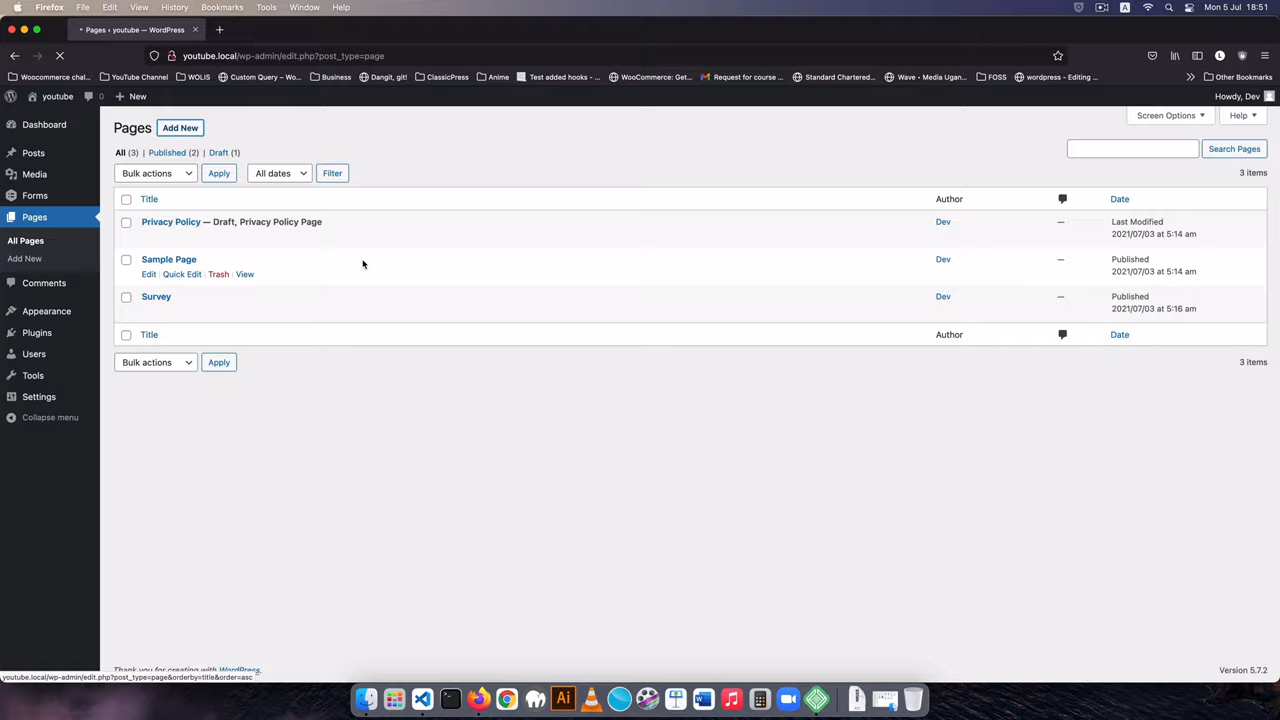 Firefox File Edit View History Bookmarks Tools Window Help A Mon 5 Jul 18:51
Pages ‹ youtube — WordPress
youtube.local/wp-admin/edit.php?post_type=page
Woocommerce chal... YouTube Channel WOLIS Custom Query – Wo... Business Dangit, git! ClassicPress Anime Test added hooks - ... WooCommerce: Get... Request for course ... Standard Chartered... Wave • Media Ugan... FOSS wordpress - Editing ... Other Bookmarks
youtube 0 New Howdy, Dev
Dashboard
Posts
Media
Forms
Pages
All Pages
Add New
Comments
Appearance
Plugins
Users
Tools
Settings
Collapse menu
Screen Options Help
Pages Add New
All (3) | Published (2) | Draft (1)
Search Pages
Bulk actions Apply All dates Filter
3 items
Title Author Date
Privacy Policy — Draft, Privacy Policy Page Dev — Last Modified
2021/07/03 at 5:14 am
Sample Page Dev — Published
Edit | Quick Edit | Trash | View 2021/07/03 at 5:14 am
Survey Dev — Published
2021/07/03 at 5:16 am
Title Author Date
Bulk actions Apply
3 items
Thank you for creating with WordPress.
Version 5.7.2
youtube.local/wp-admin/edit.php?post_type=page&orderby=title&order=asc
Ai
W